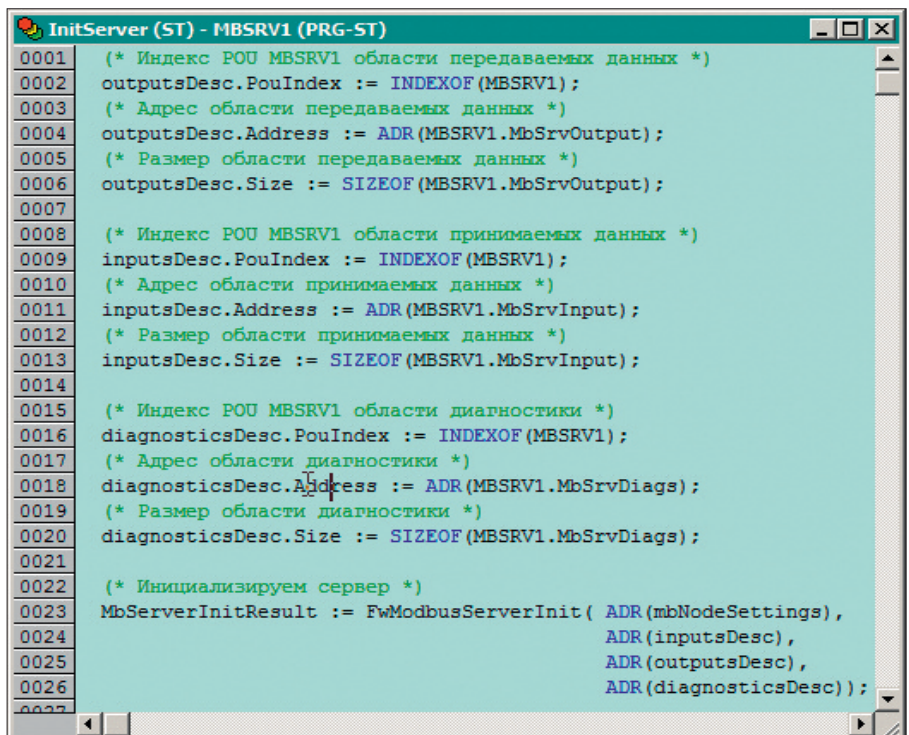 InitServer (ST) - MBSRV1 (PRG-ST)
0001 (* Индекс POU MBSRV1 области передаваемых данных *)
0002 outputsDesc.PouIndex := INDEXOF(MBSRV1);
0003 (* Адрес области передаваемых данных *)
0004 outputsDesc.Address := ADR(MBSRV1.MbSrvOutput);
0005 (* Размер области передаваемых данных *)
0006 outputsDesc.Size := SIZEOF(MBSRV1.MbSrvOutput);
0007
0008 (* Индекс POU MBSRV1 области принимаемых данных *)
0009 inputsDesc.PouIndex := INDEXOF(MBSRV1);
0010 (* Адрес области принимаемых данных *)
0011 inputsDesc.Address := ADR(MBSRV1.MbSrvInput);
0012 (* Размер области принимаемых данных *)
0013 inputsDesc.Size := SIZEOF(MBSRV1.MbSrvInput);
0014
0015 (* Индекс POU MBSRV1 области диагностики *)
0016 diagnosticsDesc.PouIndex := INDEXOF(MBSRV1);
0017 (* Адрес области диагностики *)
0018 diagnosticsDesc.Address := ADR(MBSRV1.MbSrvDiags);
0019 (* Размер области диагностики *)
0020 diagnosticsDesc.Size := SIZEOF(MBSRV1.MbSrvDiags);
0021
0022 (* Инициализируем сервер *)
0023 MbServerInitResult := FwModbusServerInit( ADR(mbNodeSettings),
0024 ADR(inputsDesc),
0025 ADR(outputsDesc),
0026 ADR(diagnosticsDesc));
0027